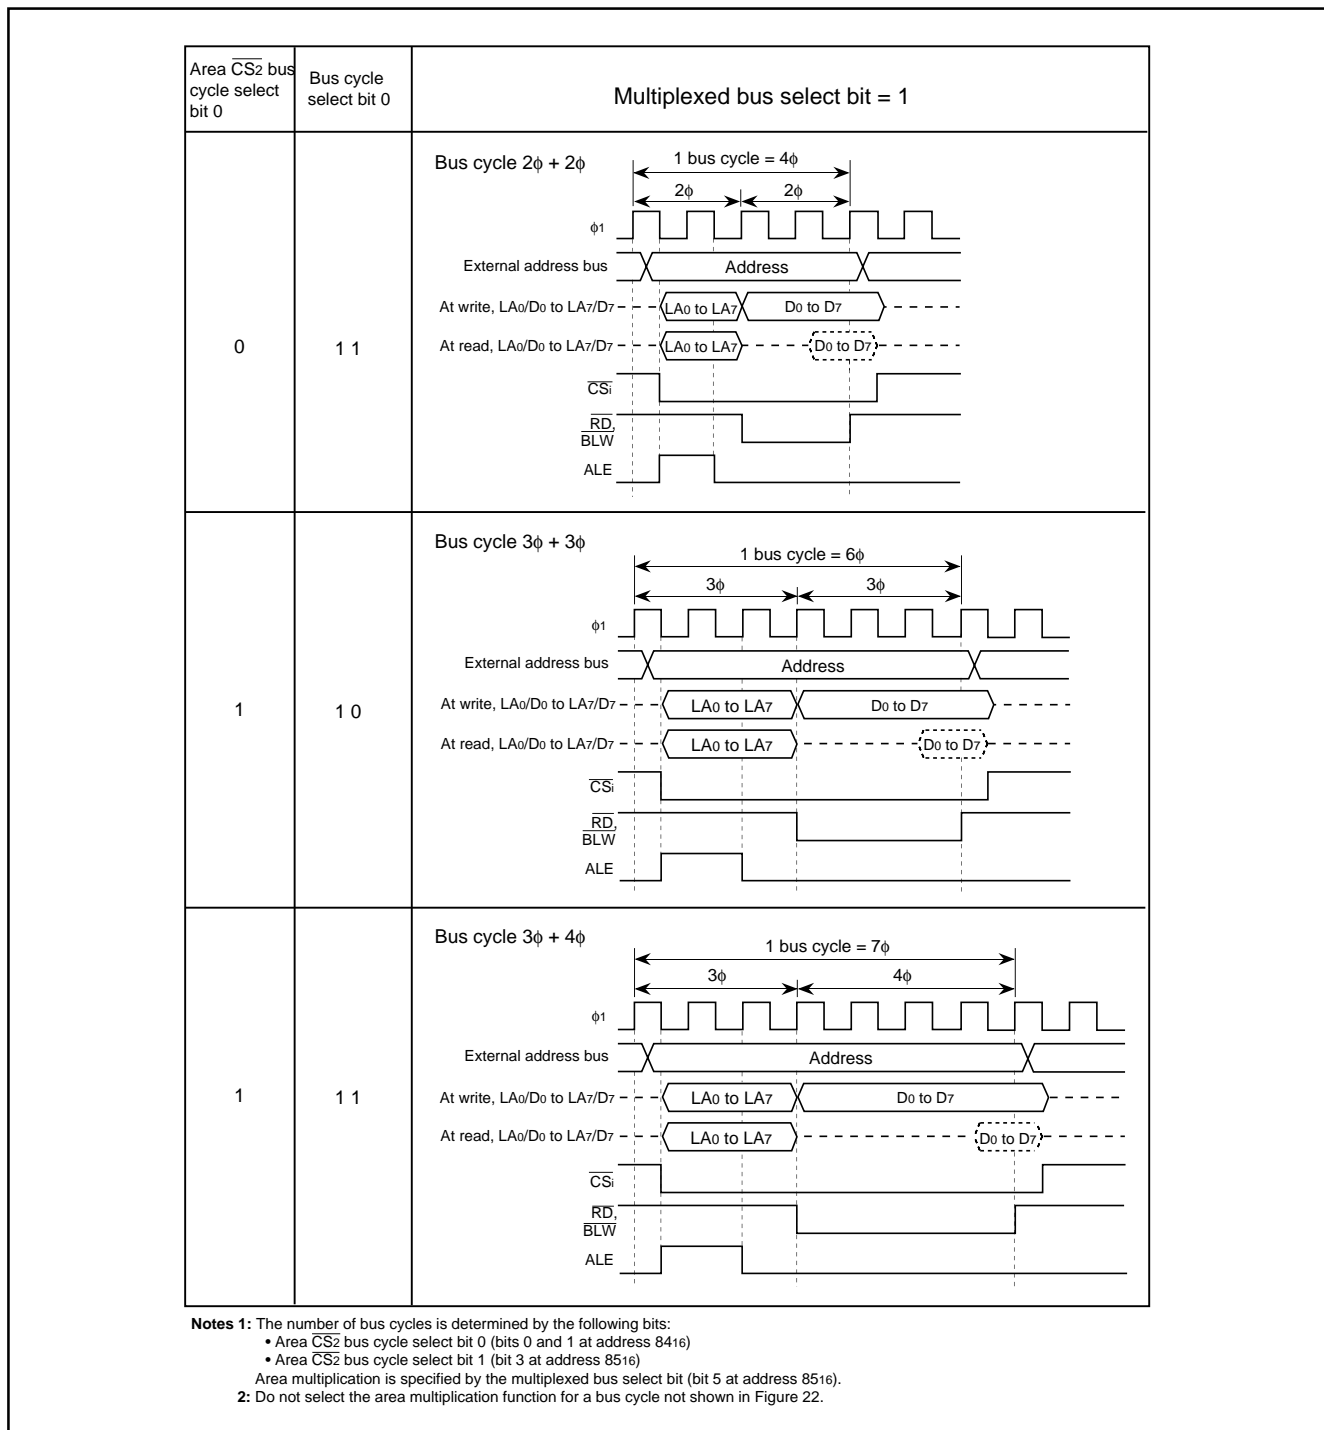 Area CS2 bus cycle select bit 0
Bus cycle select bit 0
Multiplexed bus select bit = 1
0
1 1
Bus cycle 2ϕ + 2ϕ
1 bus cycle = 4ϕ
2ϕ
2ϕ
ϕ1
External address bus
Address
At write, LA0/D0 to LA7/D7
LA0 to LA7
D0 to D7
At read, LA0/D0 to LA7/D7
LA0 to LA7
D0 to D7
CSi
RD,
BLW
ALE
1
1 0
Bus cycle 3ϕ + 3ϕ
1 bus cycle = 6ϕ
3ϕ
3ϕ
ϕ1
External address bus
Address
At write, LA0/D0 to LA7/D7
LA0 to LA7
D0 to D7
At read, LA0/D0 to LA7/D7
LA0 to LA7
D0 to D7
CSi
RD,
BLW
ALE
1
1 1
Bus cycle 3ϕ + 4ϕ
1 bus cycle = 7ϕ
3ϕ
4ϕ
ϕ1
External address bus
Address
At write, LA0/D0 to LA7/D7
LA0 to LA7
D0 to D7
At read, LA0/D0 to LA7/D7
LA0 to LA7
D0 to D7
CSi
RD,
BLW
ALE
Notes 1: The number of bus cycles is determined by the following bits:
• Area CS2 bus cycle select bit 0 (bits 0 and 1 at address 8416)
• Area CS2 bus cycle select bit 1 (bit 3 at address 8516)
Area multiplication is specified by the multiplexed bus select bit (bit 5 at address 8516).
2: Do not select the area multiplication function for a bus cycle not shown in Figure 22.